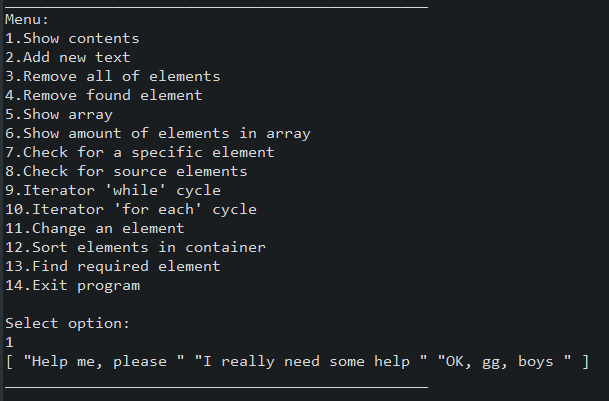 Menu:
1.Show contents
2.Add new text
3.Remove all of elements
4.Remove found element
5.Show array
6.Show amount of elements in array
7.Check for a specific element
8.Check for source elements
9.Iterator 'while' cycle
10.Iterator 'for each' cycle
11.Change an element
12.Sort elements in container
13.Find required element
14.Exit program
Select option:
1
[ "Help me, please " "I really need some help " "OK, gg, boys " ]